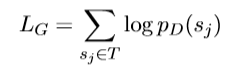 L_G = \sum_{s_j \in T} \log p_D(s_j)